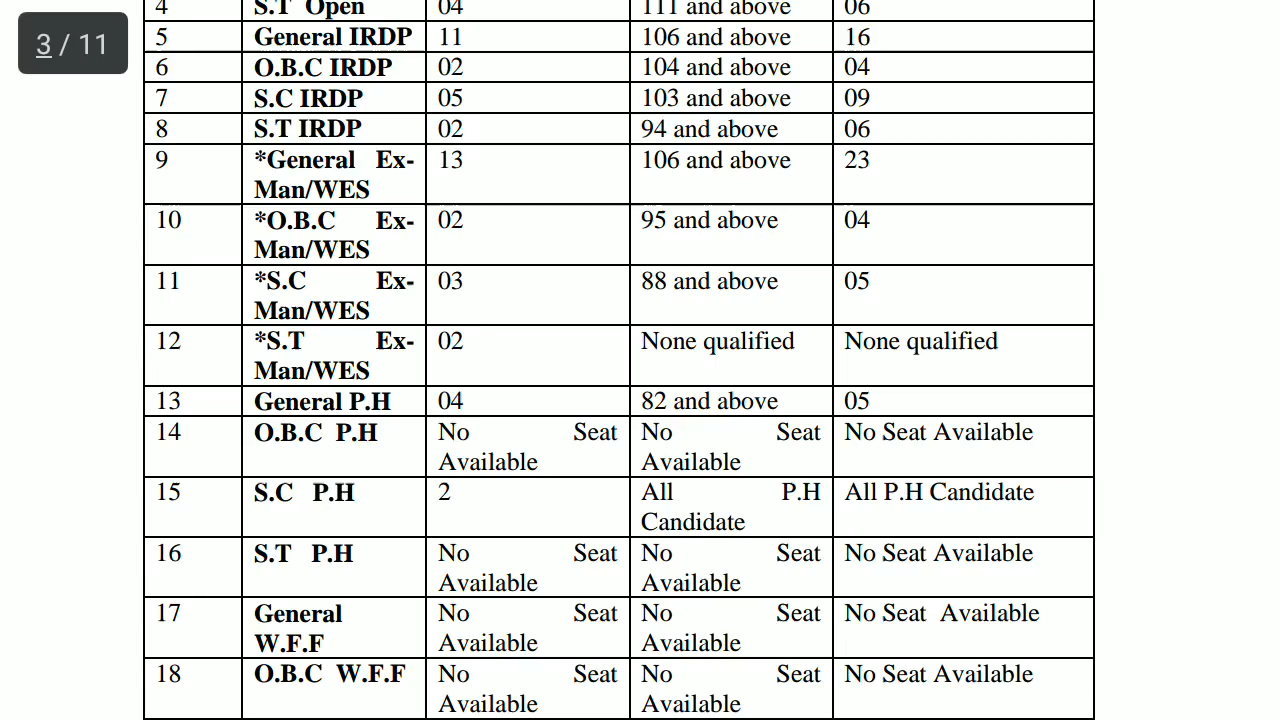 3 / 11
4 S.T Open 04 111 and above 06
5 General IRDP 11 106 and above 16
6 O.B.C IRDP 02 104 and above 04
7 S.C IRDP 05 103 and above 09
8 S.T IRDP 02 94 and above 06
9 *General Ex- 13 106 and above 23
Man/WES
10 *O.B.C Ex- 02 95 and above 04
Man/WES
11 *S.C Ex- 03 88 and above 05
Man/WES
12 *S.T Ex- 02 None qualified None qualified
Man/WES
13 General P.H 04 82 and above 05
14 O.B.C P.H No Seat No Seat No Seat Available
Available Available
15 S.C P.H 2 All P.H All P.H Candidate
Candidate
16 S.T P.H No Seat No Seat No Seat Available
Available Available
17 General No Seat No Seat No Seat Available
W.F.F Available Available
18 O.B.C W.F.F No Seat No Seat No Seat Available
Available Available